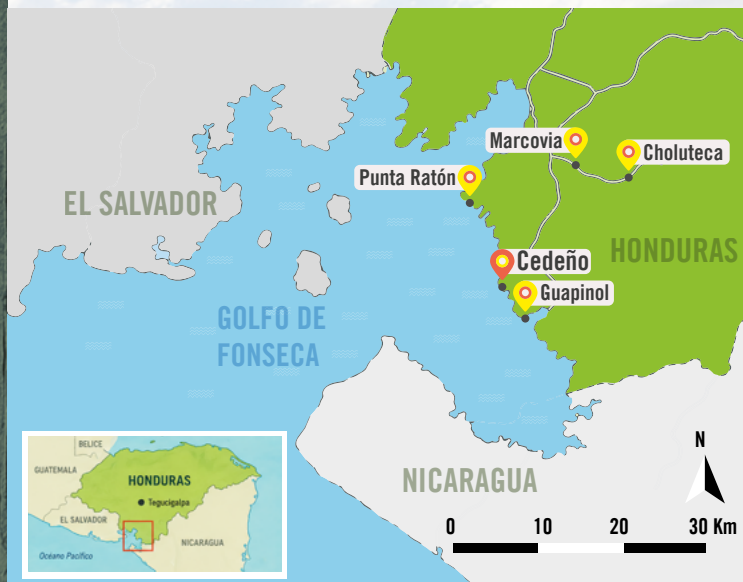 Marcovia
Choluteca
Punta Ratón
EL SALVADOR
HONDURAS
Cedeño
Guapinol
GOLFO DE
FONSECA
NICARAGUA
N
0 10 20 30 Km
BELICE
GUATEMALA
HONDURAS
Tegucigalpa
EL SALVADOR
NICARAGUA
Océano Pacífico